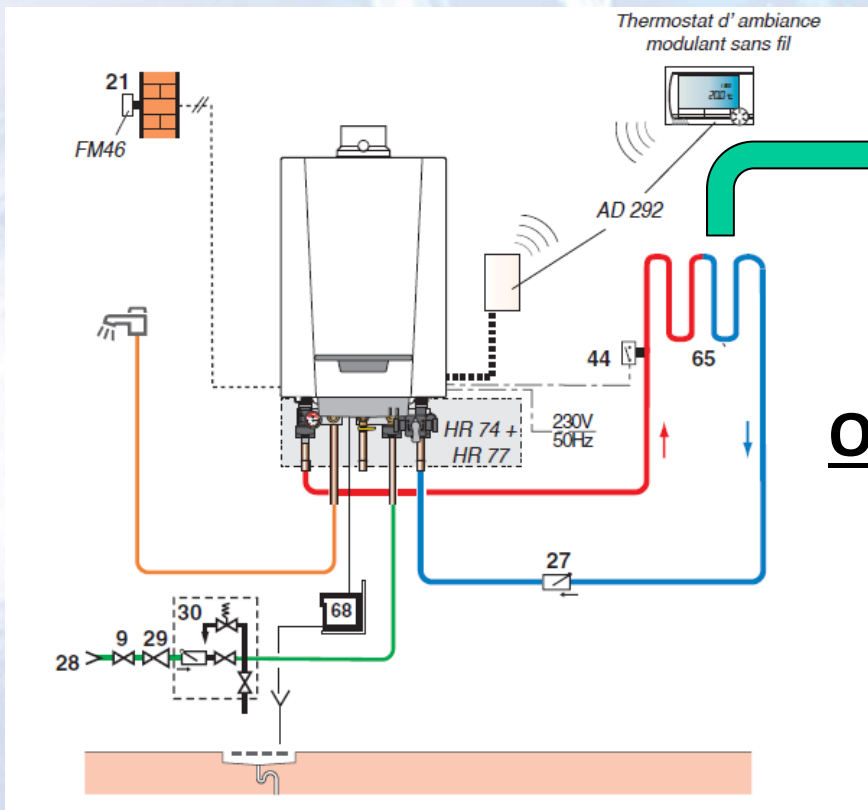 Thermostat d' ambiance
modulant sans fil
21
FM46
AD 292
44
65
HR 74 +
HR 77
230V
50Hz
O
27
68
30
9
29
28